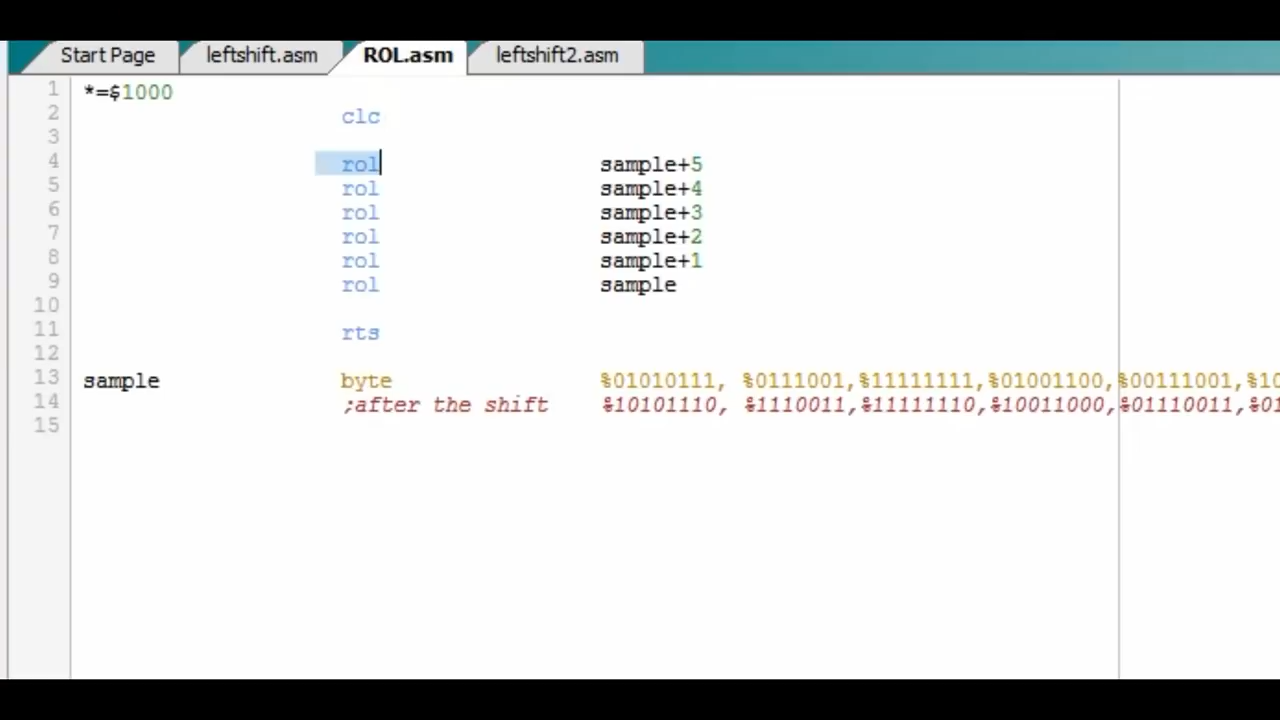 Start Page leftshift.asm ROL.asm leftshift2.asm
1 *=$1000
2 clc
3
4 rol sample+5
5 rol sample+4
6 rol sample+3
7 rol sample+2
8 rol sample+1
9 rol sample
10
11 rts
12
13 sample byte %01010111, %0111001,%11111111,%01001100,%00111001,%10
14 ;after the shift %10101110, %1110011,%11111110,%10011000,%01110011,%01
15